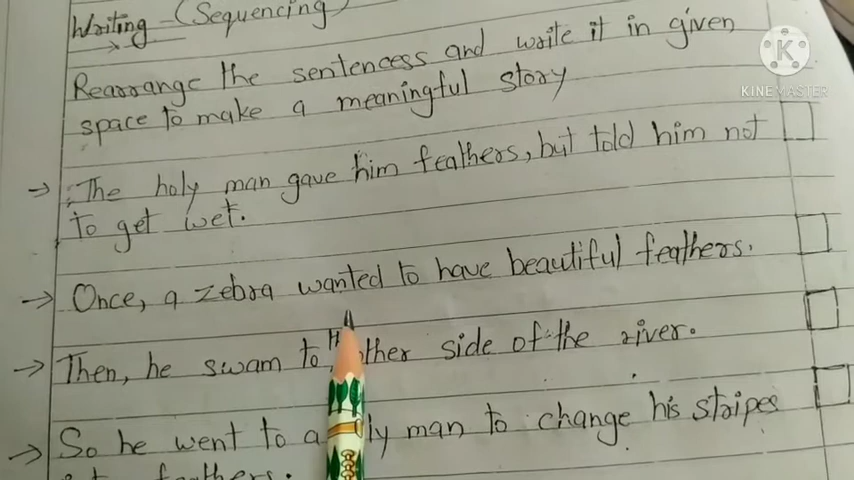 Writing - (Sequencing)
Rearrange the sentencess and write it in given
space to make a meaningful story
K
KINEMASTER
→ The holy man gave him feathers, but told him not
to get wet.
→ Once, a zebra wanted to have beautiful feathers.
→ Then, he swam to other side of the river.
→ So he went to a man to change his stripes
feathers.